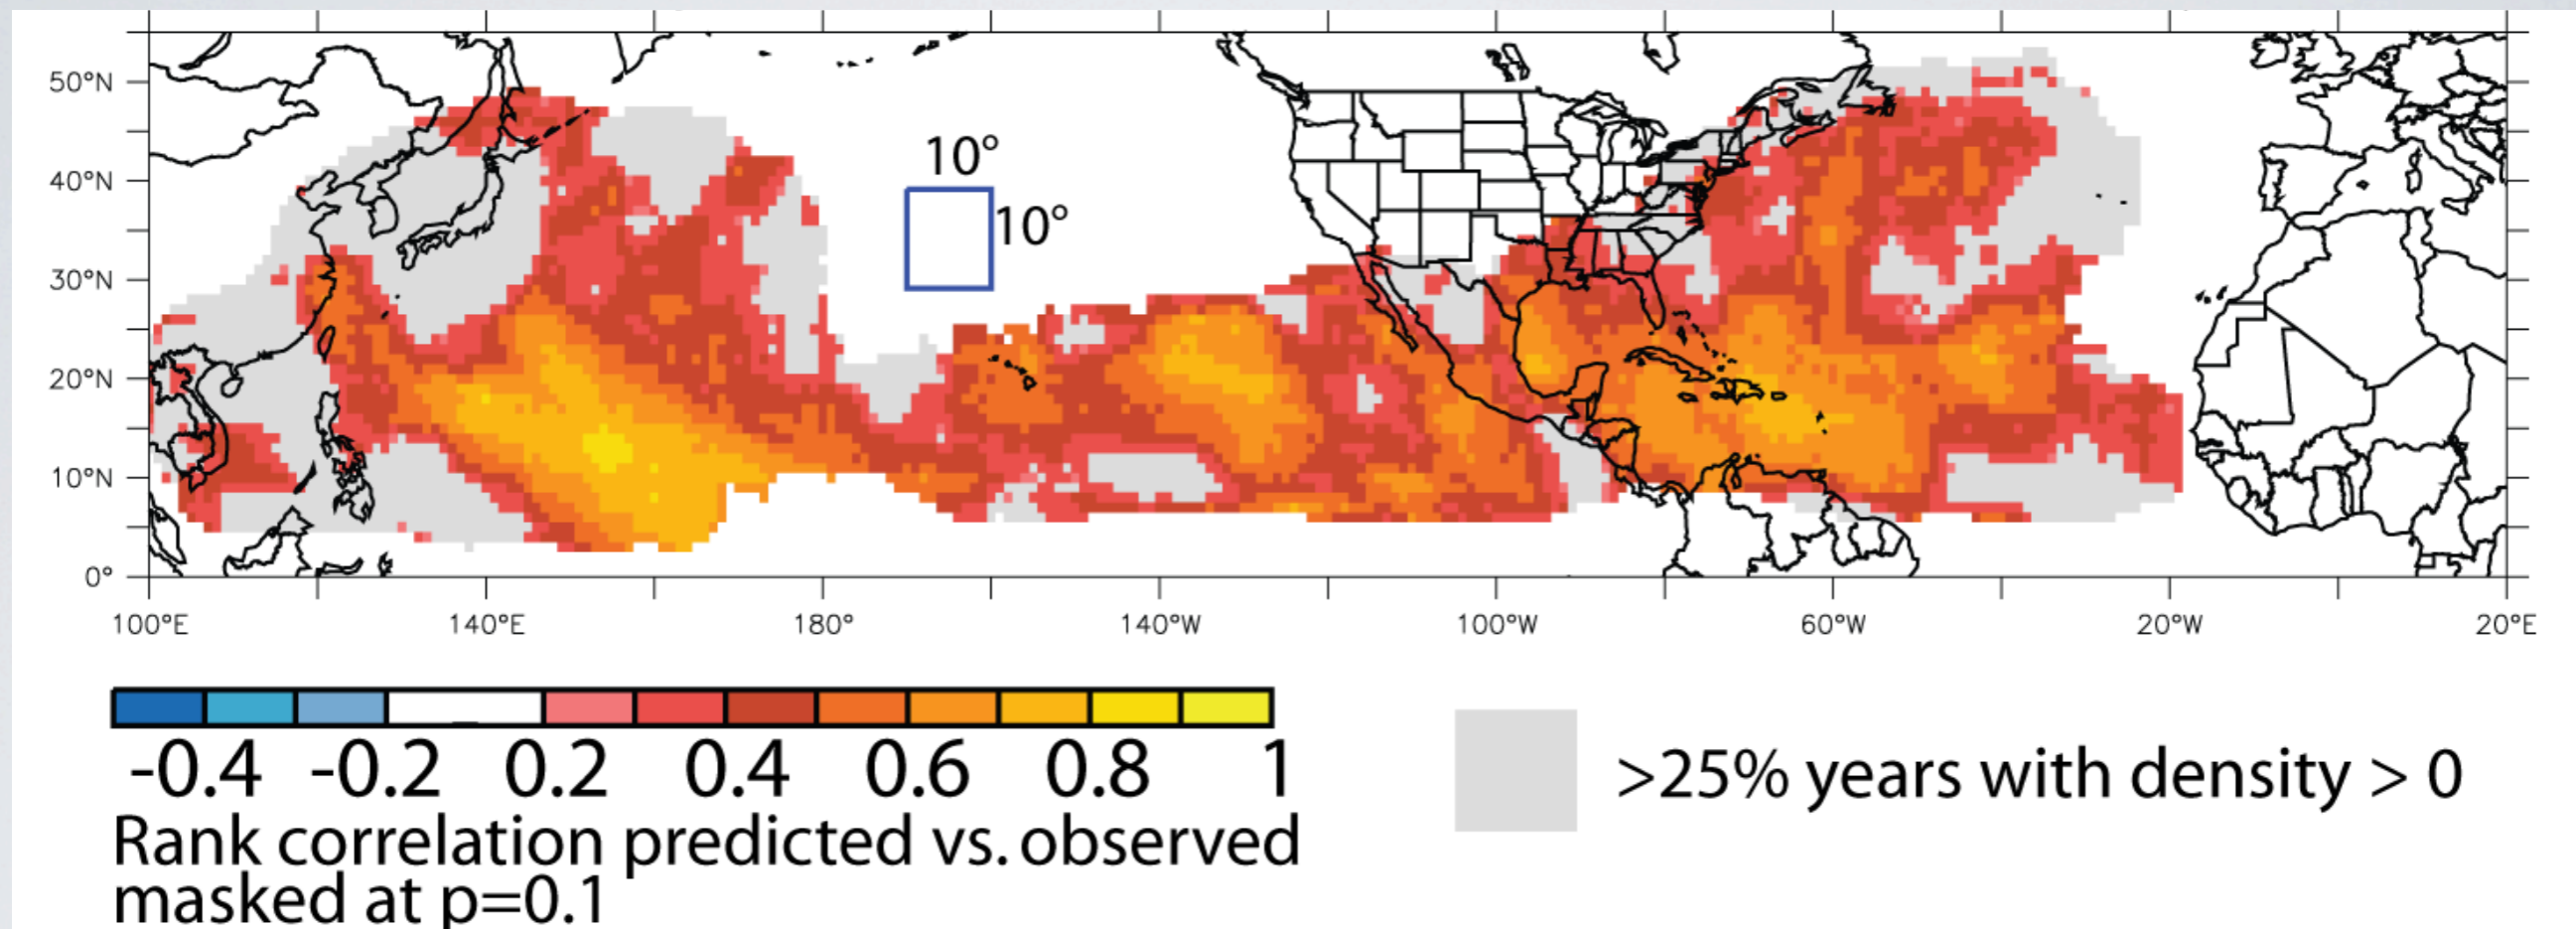 50°N
40°N
30°N
20°N
10°N
0°
10°
10°
100°E 140°E 180° 140°W 100°W 60°W 20°W 20°E
-0.4 -0.2 0.2 0.4 0.6 0.8 1
Rank correlation predicted vs. observed
masked at p=0.1
>25% years with density > 0